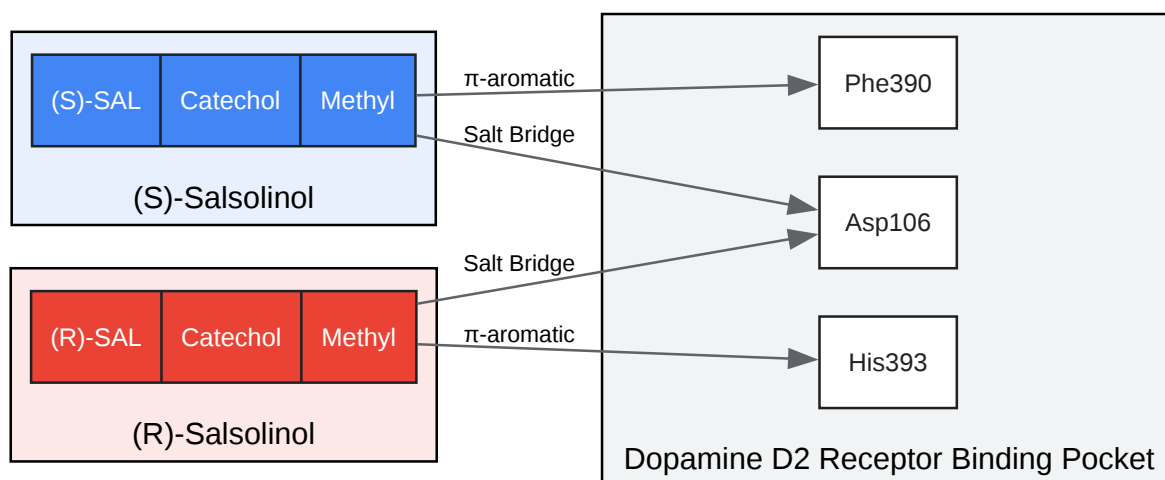 (S)-SAL
Catechol
Methyl
(S)-Salsolinol
π-aromatic
Salt Bridge
Salt Bridge
π-aromatic
(R)-SAL
Catechol
Methyl
(R)-Salsolinol
Phe390
Asp106
His393
Dopamine D2 Receptor Binding Pocket